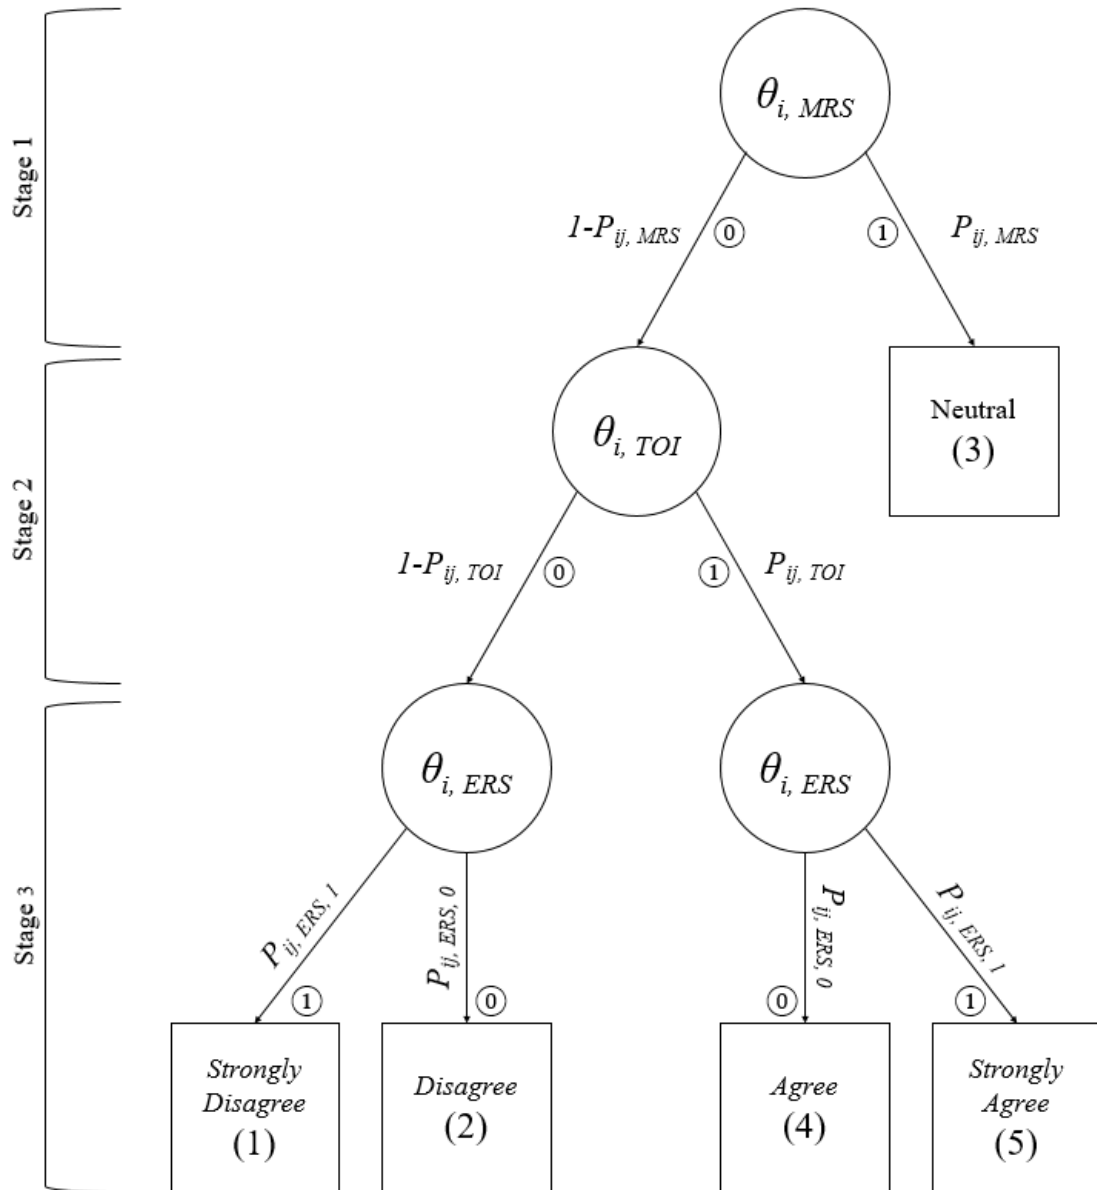 Stage 1
θi, MRS
1-Pij, MRS
0
1
Pij, MRS
Stage 2
θi, TOI
Neutral
(3)
1-Pij, TOI
0
1
Pij, TOI
Stage 3
θi, ERS
θi, ERS
Pij, ERS, 1
Pij, ERS, 0
Pij, ERS, 0
Pij, ERS, 1
1
0
0
1
Strongly
Disagree
(1)
Disagree
(2)
Agree
(4)
Strongly
Agree
(5)